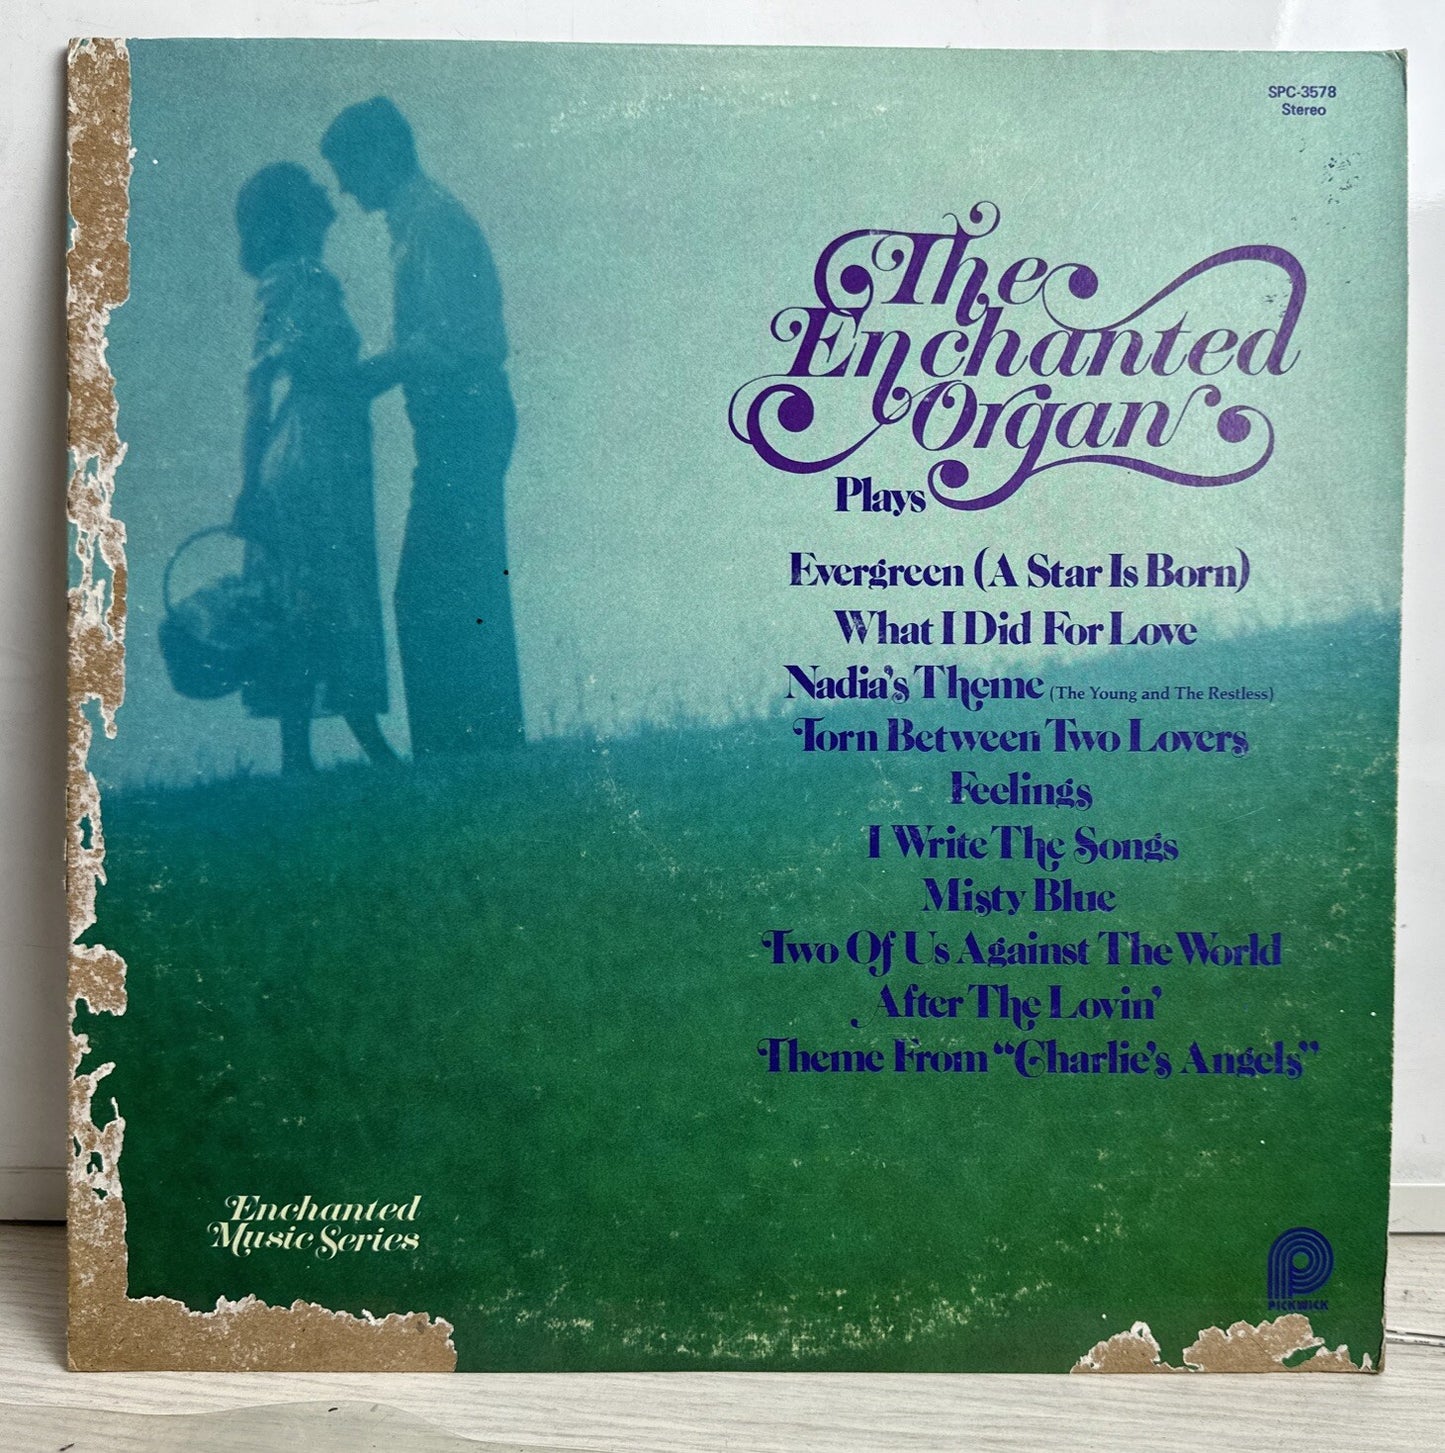 SPC-3578
Stereo
The
Enchanted
Organ
Plays
Evergreen (A Star Is Born)
What I Did For Love
Nadia's Theme (The Young and The Restless)
Torn Between Two Lovers
Feelings
I Write The Songs
Misty Blue
Two Of Us Against The World
After The Lovin'
Theme From “Charlie's Angels”
Enchanted
Music Series
PICKWICK